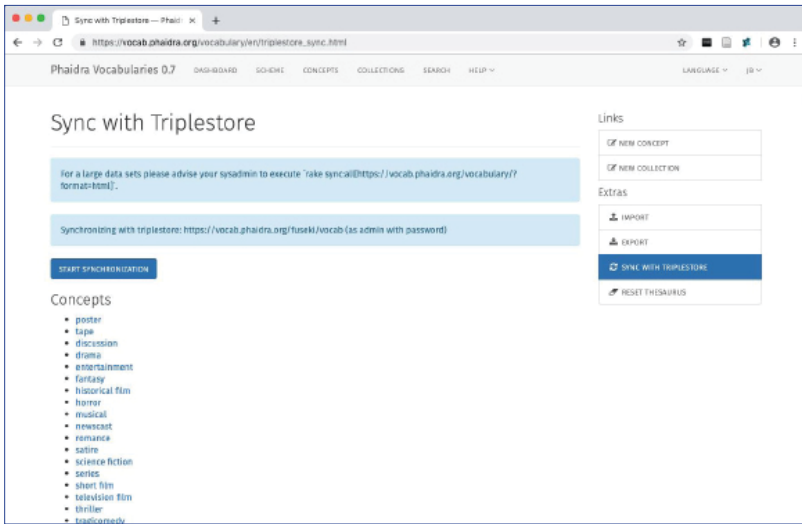 Sync with Triplestore — Phaid
https://vocab.phaidra.org/vocabulary/en/triplestore_sync.html
Phaidra Vocabularies 0.7 DASHBOARD SCHEME CONCEPTS COLLECTIONS SEARCH HELP LANGUAGE JB
Sync with Triplestore
For a large data sets please advise your sysadmin to execute `rake sync:all[https://vocab.phaidra.org/vocabulary/?
format=html]`.
Synchronizing with triplestore: https://vocab.phaidra.org/fuseki/vocab (as admin with password)
START SYNCHRONIZATION
Concepts
poster
tape
discussion
drama
entertainment
fantasy
historical film
horror
musical
newscast
romance
satire
science fiction
series
short film
television film
thriller
tragicomedy
Links
NEW CONCEPT
NEW COLLECTION
Extras
IMPORT
EXPORT
SYNC WITH TRIPLESTORE
RESET THESAURUS